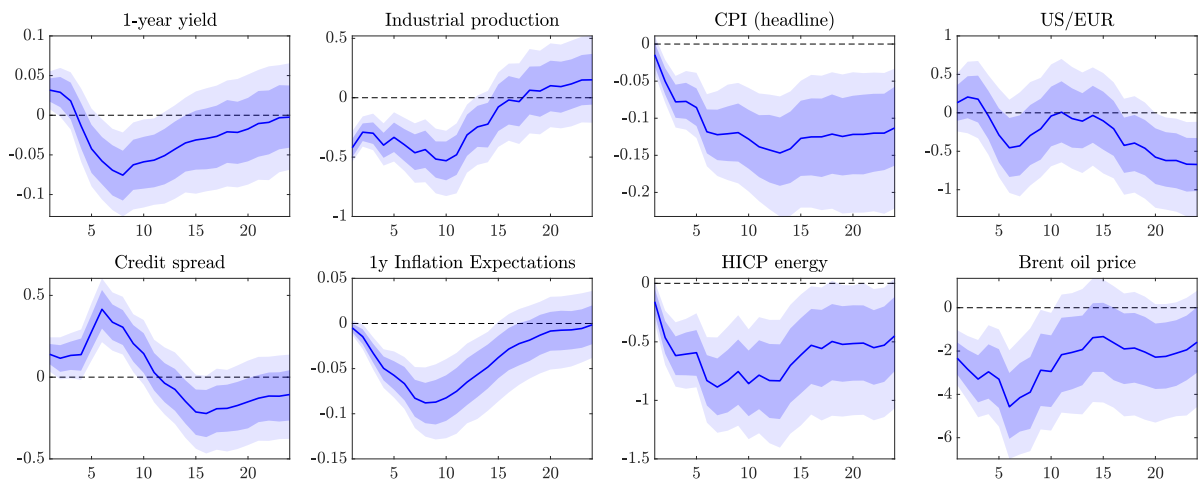 1-year yield
0.1
0.05
0
-0.05
-0.1
5 10 15 20
Industrial production
0.5
0
-0.5
-1
5 10 15 20
CPI (headline)
0
-0.05
-0.1
-0.15
-0.2
5 10 15 20
US/EUR
1
0.5
0
-0.5
-1
5 10 15 20
Credit spread
0.5
0
-0.5
5 10 15 20
1y Inflation Expectations
0.05
0
-0.05
-0.1
-0.15
5 10 15 20
HICP energy
0
-0.5
-1
-1.5
5 10 15 20
Brent oil price
0
-2
-4
-6
5 10 15 20